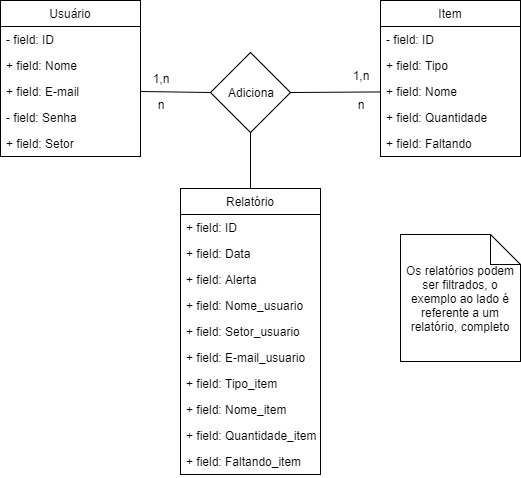 Usuário
- field: ID
+ field: Nome
+ field: E-mail
- field: Senha
+ field: Setor
1,n
n
Adiciona
1,n
n
Item
- field: ID
+ field: Tipo
+ field: Nome
+ field: Quantidade
+ field: Faltando
Relatório
+ field: ID
+ field: Data
+ field: Alerta
+ field: Nome_usuario
+ field: Setor_usuario
+ field: E-mail_usuario
+ field: Tipo_item
+ field: Nome_item
+ field: Quantidade_item
+ field: Faltando_item
Os relatórios podem
ser filtrados, o
exemplo ao lado é
referente a um
relatório, completo